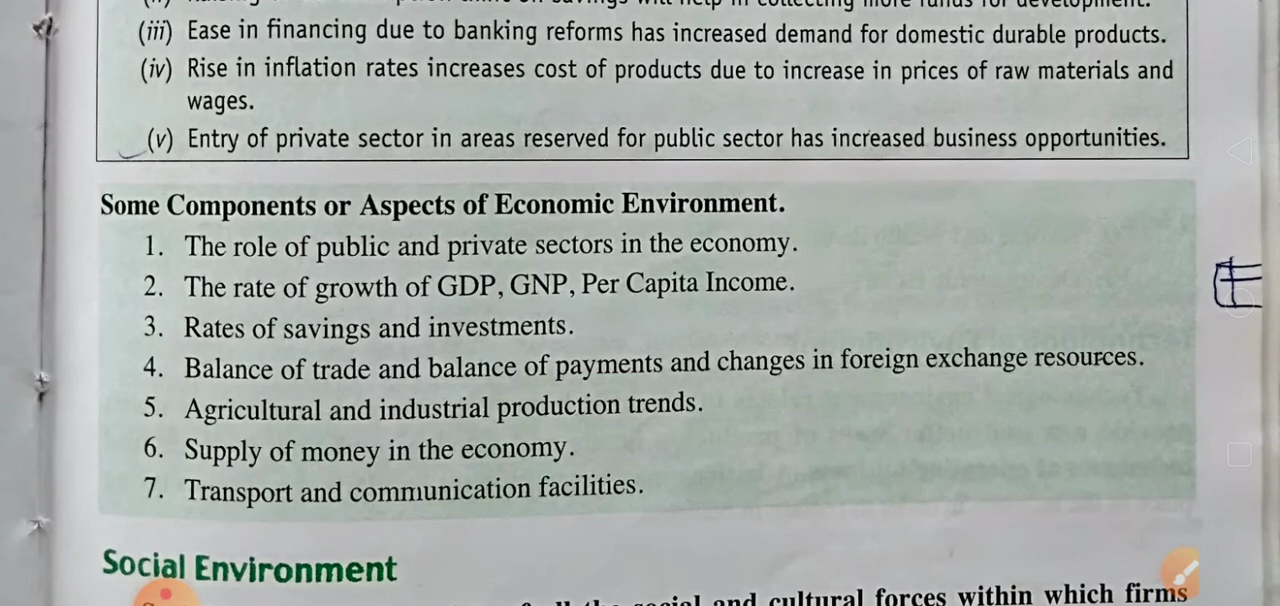 (iii) Ease in financing due to banking reforms has increased demand for domestic durable products.
(iv) Rise in inflation rates increases cost of products due to increase in prices of raw materials and
wages.
(v) Entry of private sector in areas reserved for public sector has increased business opportunities.
Some Components or Aspects of Economic Environment.
1. The role of public and private sectors in the economy.
2. The rate of growth of GDP, GNP, Per Capita Income.
3. Rates of savings and investments.
4. Balance of trade and balance of payments and changes in foreign exchange resources.
5. Agricultural and industrial production trends.
6. Supply of money in the economy.
7. Transport and communication facilities.
Social Environment
social and cultural forces within which firms